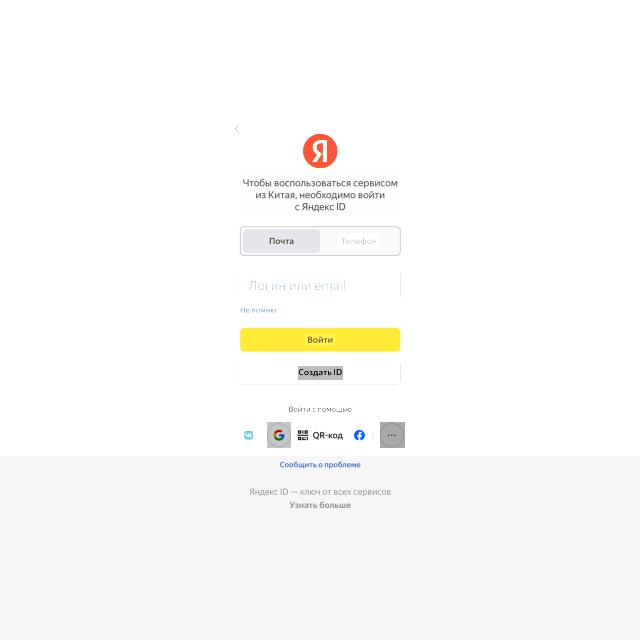 Я
Чтобы воспользоваться сервисом
из Китая, необходимо войти
с Яндекс ID
Почта
Телефон
Логин или email
Не помню
Войти
Создать ID
Войти с помощью
QR-код
Сообщить о проблеме
Яндекс ID — ключ от всех сервисов
Узнать больше